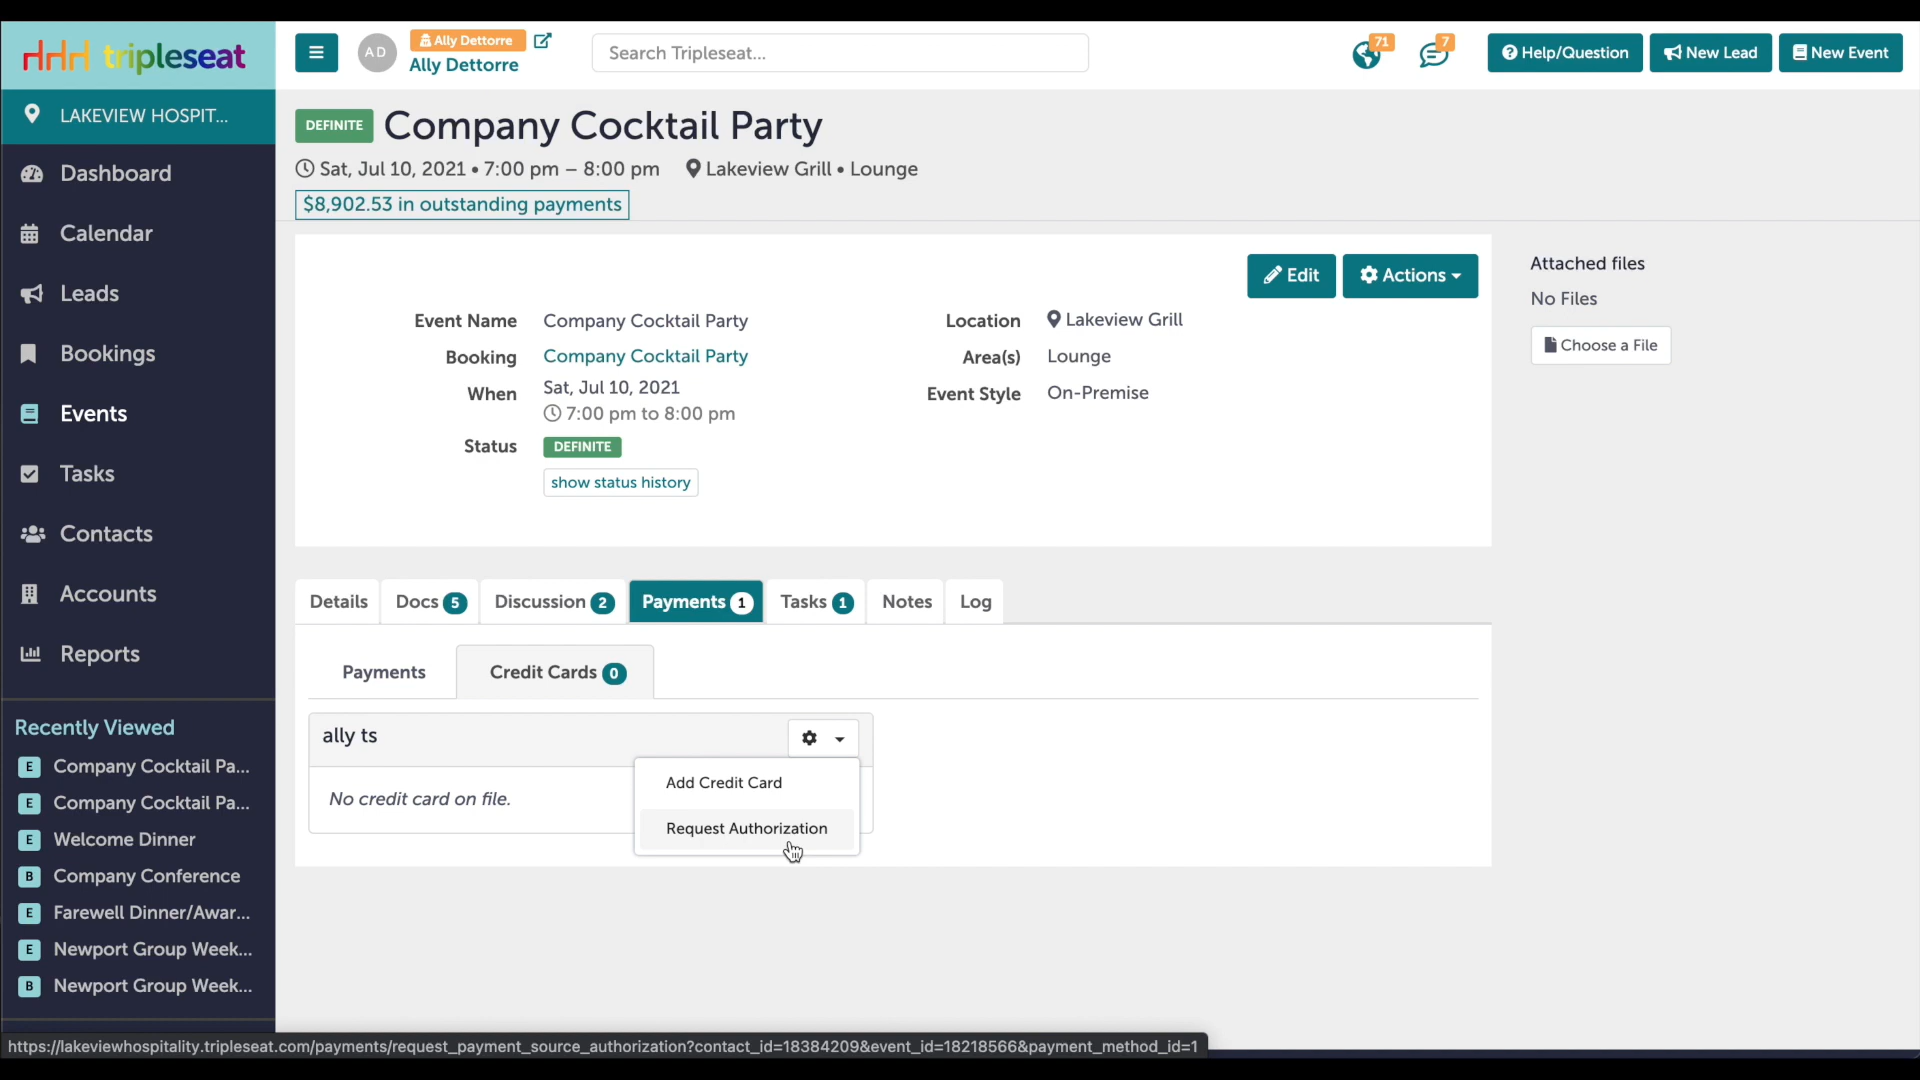 tripleseat
AD
Ally Dettorre
Ally Dettorre
Search Tripleseat...
71
7
Help/Question
New Lead
New Event
LAKEVIEW HOSPIT...
Dashboard
Calendar
Leads
Bookings
Events
Tasks
Contacts
Accounts
Reports
Recently Viewed
E Company Cocktail Pa...
E Company Cocktail Pa...
E Welcome Dinner
B Company Conference
E Farewell Dinner/Awar...
E Newport Group Week...
B Newport Group Week...
DEFINITE Company Cocktail Party
Sat, Jul 10, 2021 • 7:00 pm – 8:00 pm Lakeview Grill • Lounge
$8,902.53 in outstanding payments
Edit
Actions
Event Name Company Cocktail Party
Booking Company Cocktail Party
When Sat, Jul 10, 2021
7:00 pm to 8:00 pm
Status DEFINITE
show status history
Location Lakeview Grill
Area(s) Lounge
Event Style On-Premise
Attached files
No Files
Choose a File
Details Docs 5 Discussion 2 Payments 1 Tasks 1 Notes Log
Payments Credit Cards 0
ally ts
No credit card on file.
Add Credit Card
Request Authorization
https://lakeviewhospitality.tripleseat.com/payments/request_payment_source_authorization?contact_id=18384209&event_id=18218566&payment_method_id=1